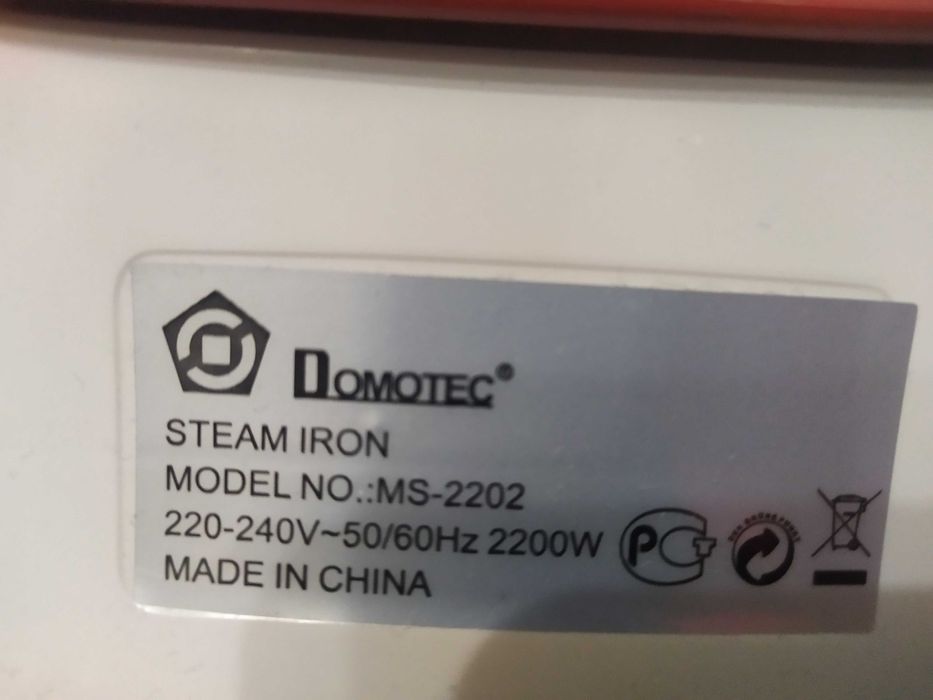 DOMOTEC®
STEAM IRON
MODEL NO.:MS-2202
220-240V~50/60Hz 2200W
MADE IN CHINA